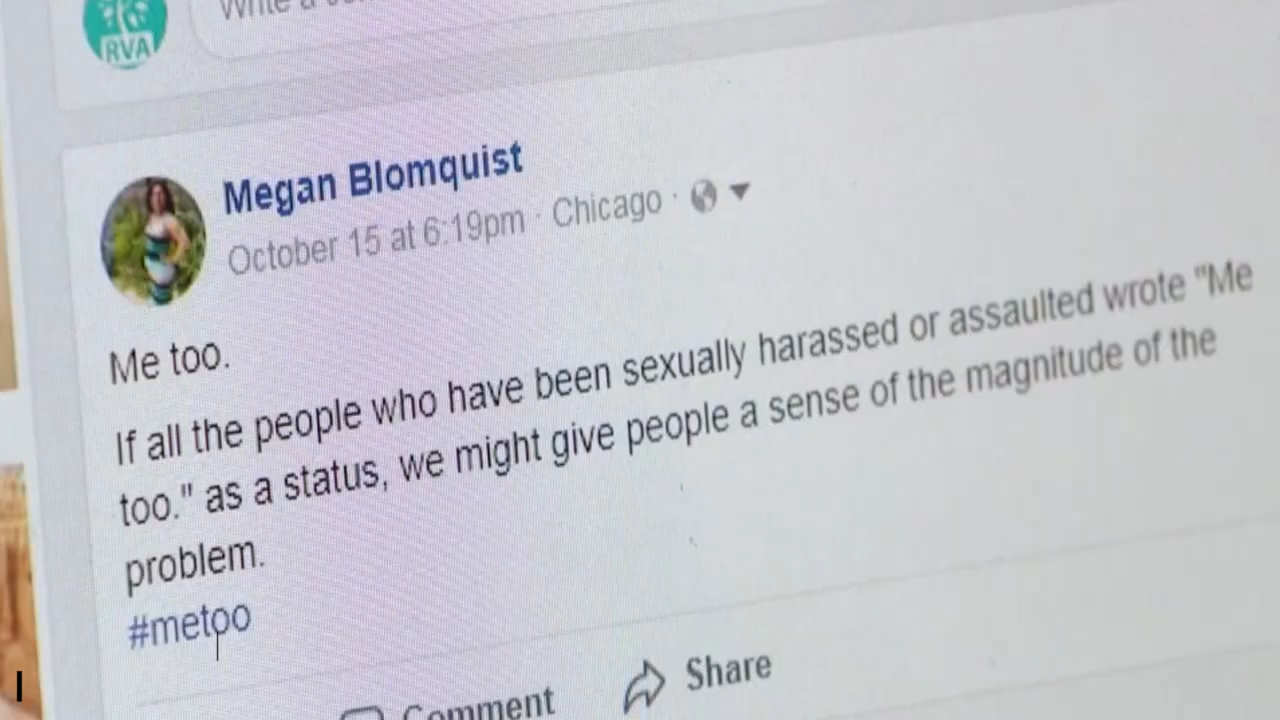 RVA
Write a
Megan Blomquist
October 15 at 6:19pm · Chicago ·
Me too.
If all the people who have been sexually harassed or assaulted wrote "Me
too." as a status, we might give people a sense of the magnitude of the
problem.
#metoo
Comment
Share